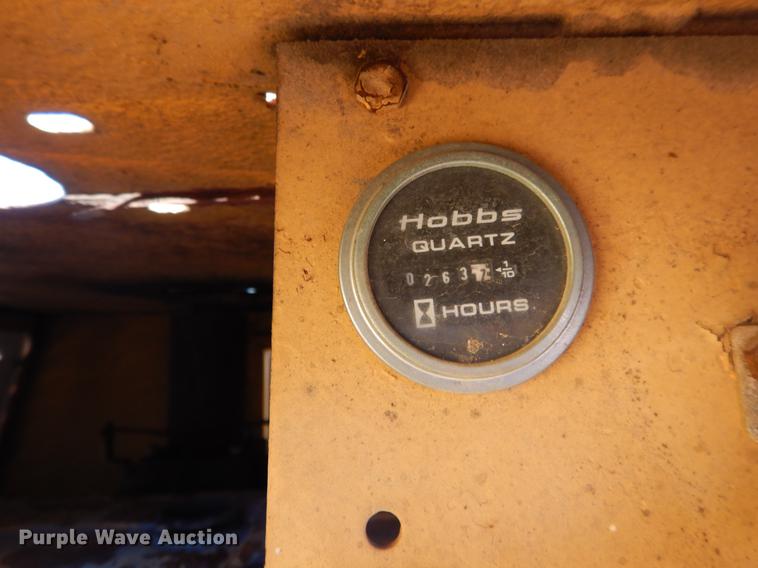 Hobbs
QUARTZ
0263 1/10
HOURS
Purple Wave Auction